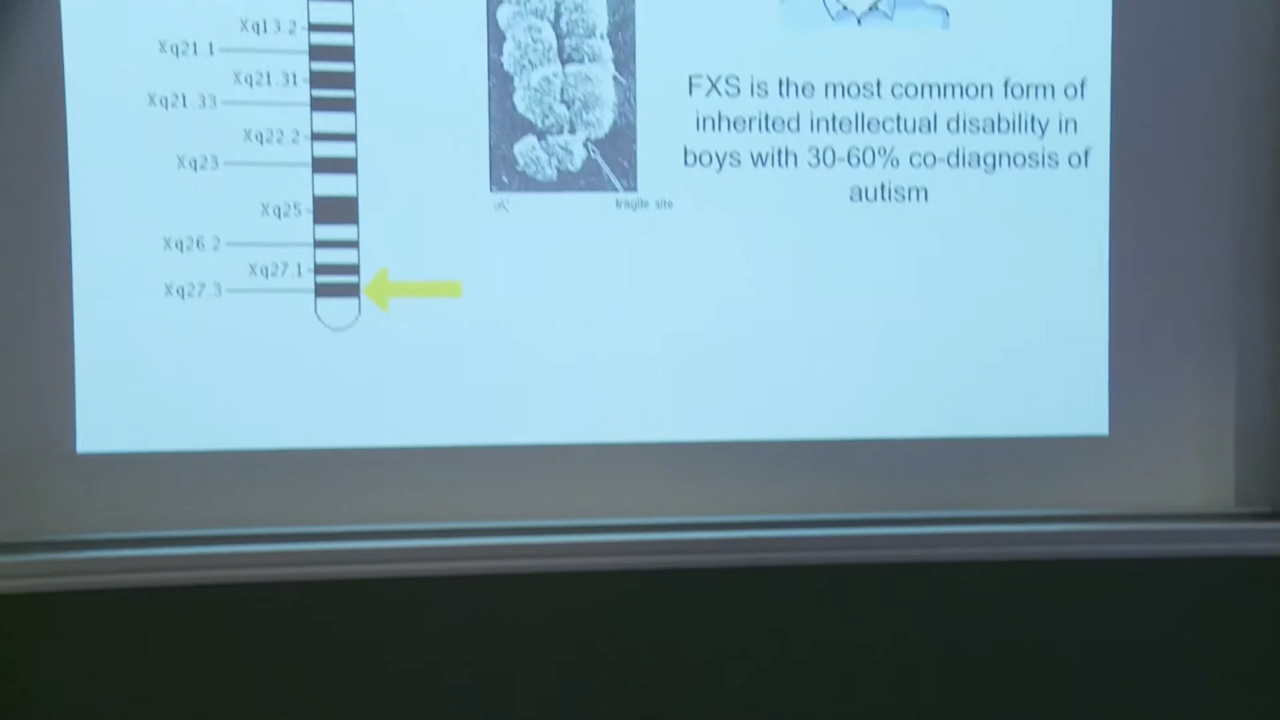 Xq13.2
Xq21.1
Xq21.31
Xq21.33
Xq22.2
Xq23
Xq25
Xq26.2
Xq27.1
Xq27.3
fragile site
FXS is the most common form of
inherited intellectual disability in
boys with 30-60% co-diagnosis of
autism